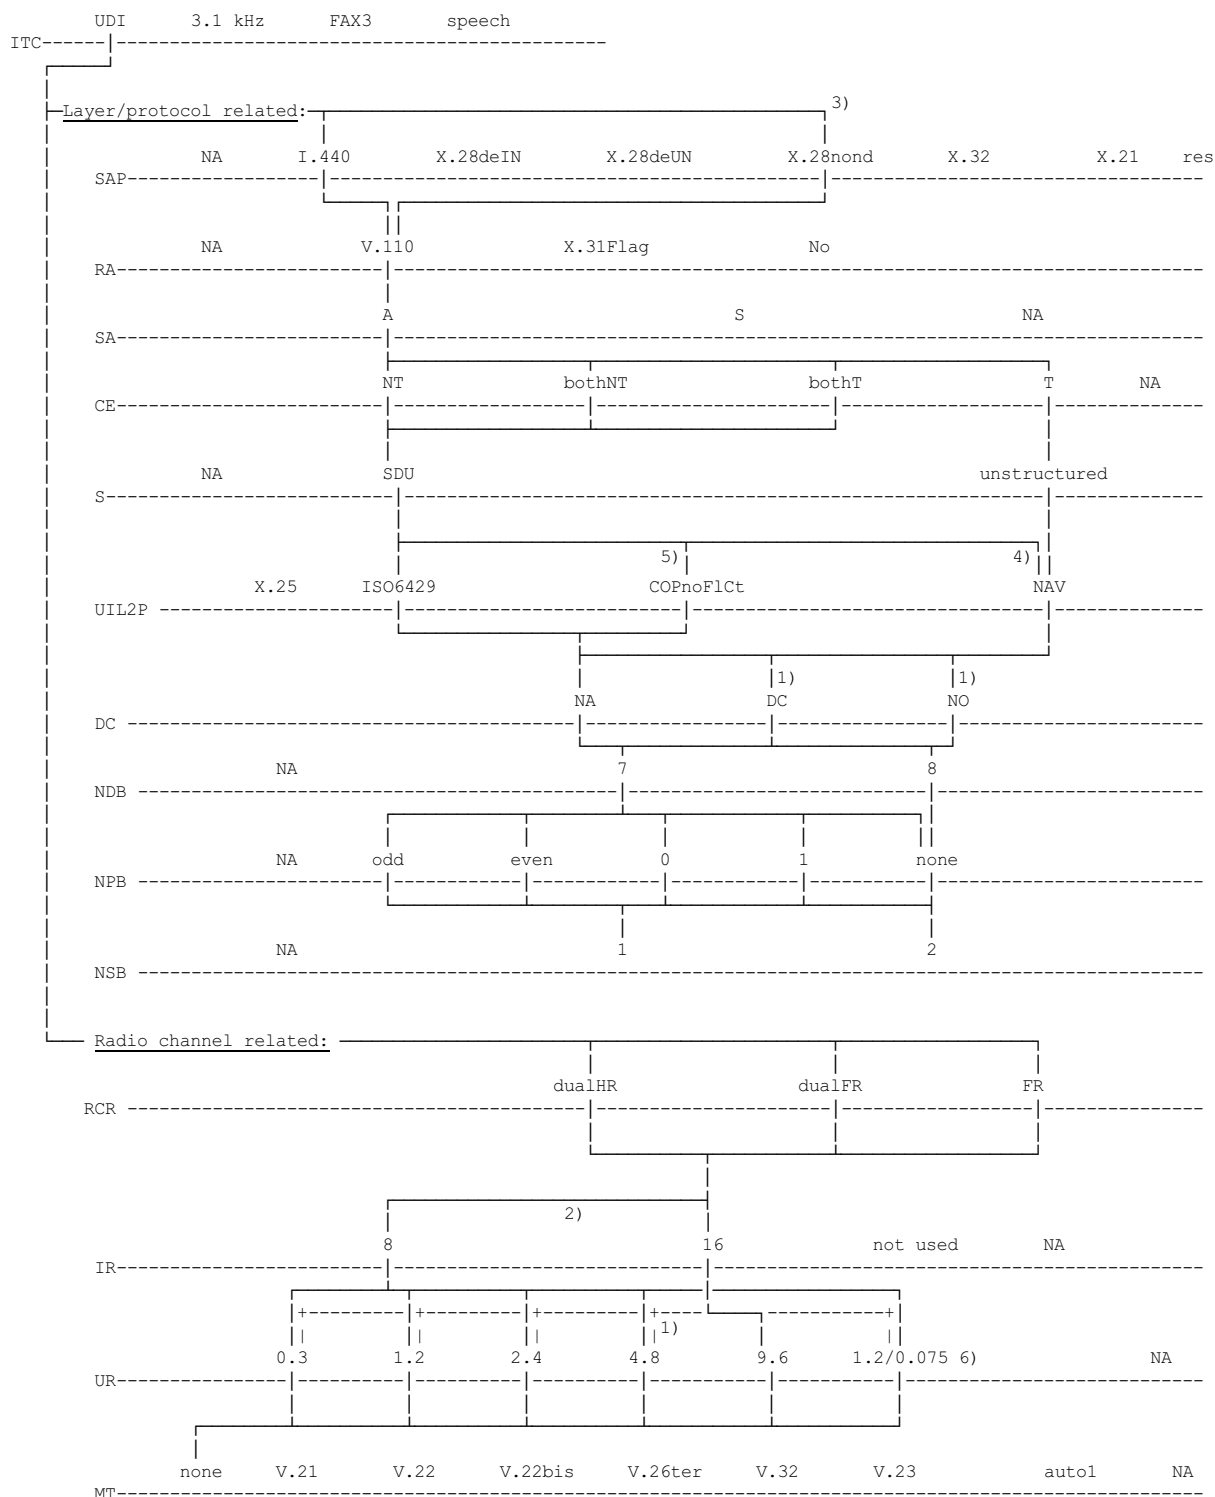 UDI 3.1 kHz FAX3 speech
ITC
Layer/protocol related: 3)
NA I.440 X.28deIN X.28deUN X.28nond X.32 X.21 res
SAP
NA V.110 X.31Flag No
RA
A S NA
SA
NT bothNT bothT T NA
CE
NA SDU unstructured
S
5) 4)
X.25 ISO6429 COPnoFlCt NAV
UIL2P
1) 1)
NA DC NO
DC
NA 7 8
NDB
NA odd even 0 1 none
NPB
NA 1 2
NSB
Radio channel related:
dualHR dualFR FR
RCR
2)
8 16 not used NA
IR
1)
0.3 1.2 2.4 4.8 9.6 1.2/0.075 6) NA
UR
none V.21 V.22 V.22bis V.26ter V.32 V.23 auto1 NA
MT